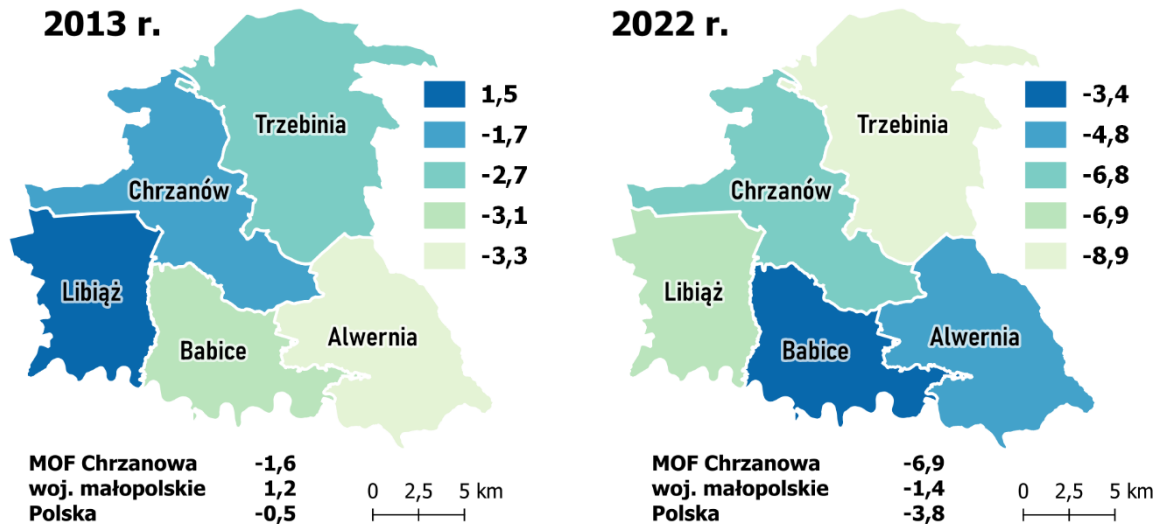 2013 r.
1,5
-1,7
-2,7
-3,1
-3,3
Trzebinia
Chrzanów
Libiąż
Babice
Alwernia
MOF Chrzanowa -1,6
woj. małopolskie 1,2
Polska -0,5
0 2,5 5 km
2022 r.
-3,4
-4,8
-6,8
-6,9
-8,9
Trzebinia
Chrzanów
Libiąż
Babice
Alwernia
MOF Chrzanowa -6,9
woj. małopolskie -1,4
Polska -3,8
0 2,5 5 km